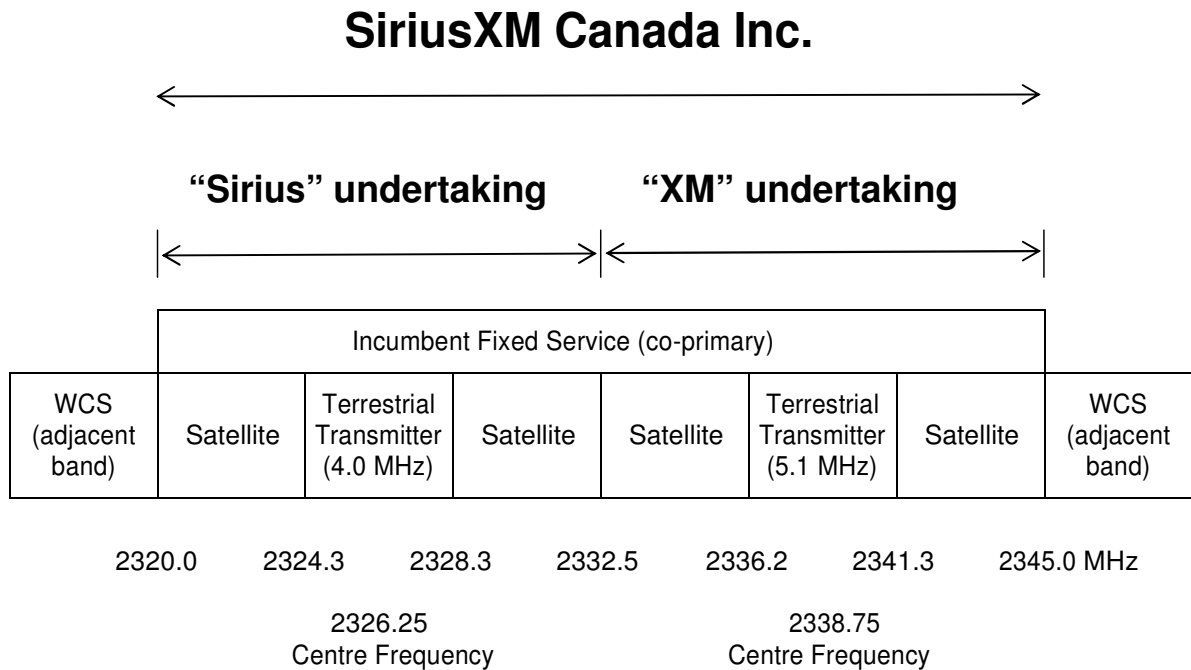 SiriusXM Canada Inc.
“Sirius” undertaking “XM” undertaking
Incumbent Fixed Service (co-primary)
WCS
(adjacent
band)
Satellite
Terrestrial
Transmitter
(4.0 MHz)
Satellite
Satellite
Terrestrial
Transmitter
(5.1 MHz)
Satellite
WCS
(adjacent
band)
2320.0 2324.3 2328.3 2332.5 2336.2 2341.3 2345.0 MHz
2326.25
Centre Frequency
2338.75
Centre Frequency